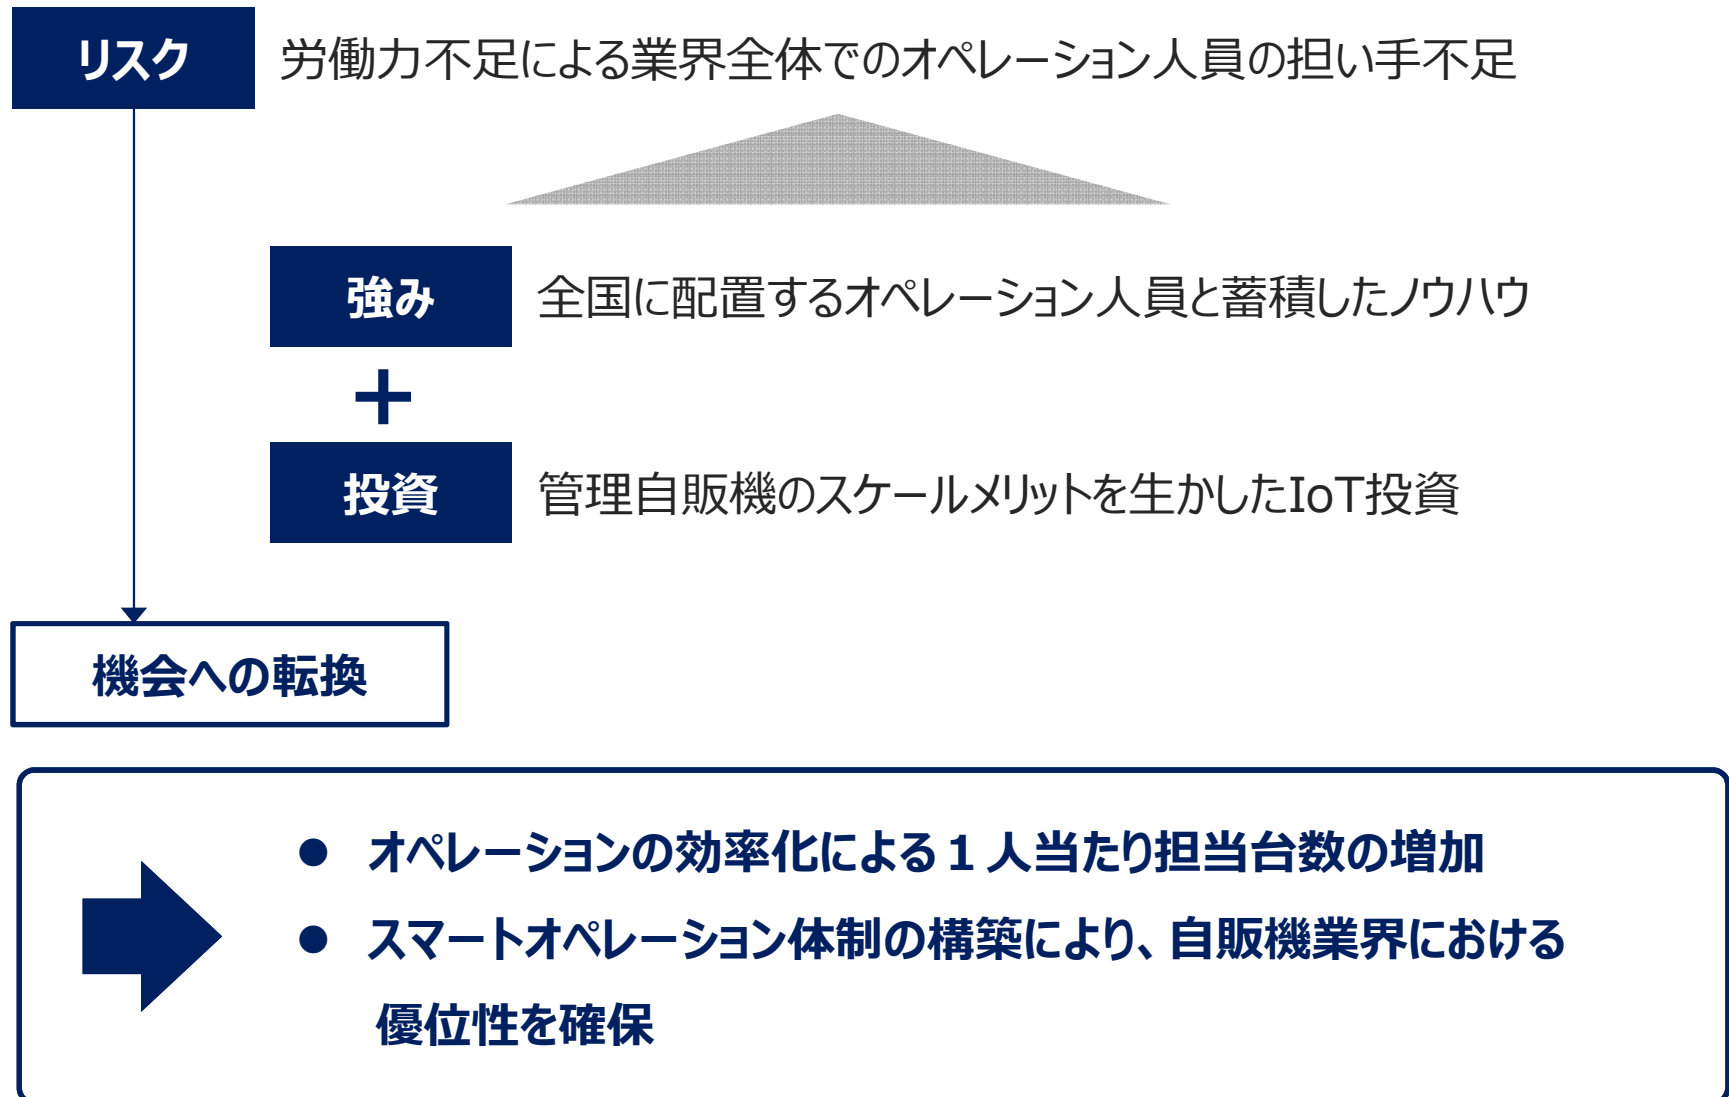 リスク 労働力不足による業界全体でのオペレーション人員の担い手不足
強み 全国に配置するオペレーション人員と蓄積したノウハウ
＋
投資 管理自販機のスケールメリットを生かしたIoT投資
機会への転換
● オペレーションの効率化による１人当たり担当台数の増加
● スマートオペレーション体制の構築により、自販機業界における
優位性を確保